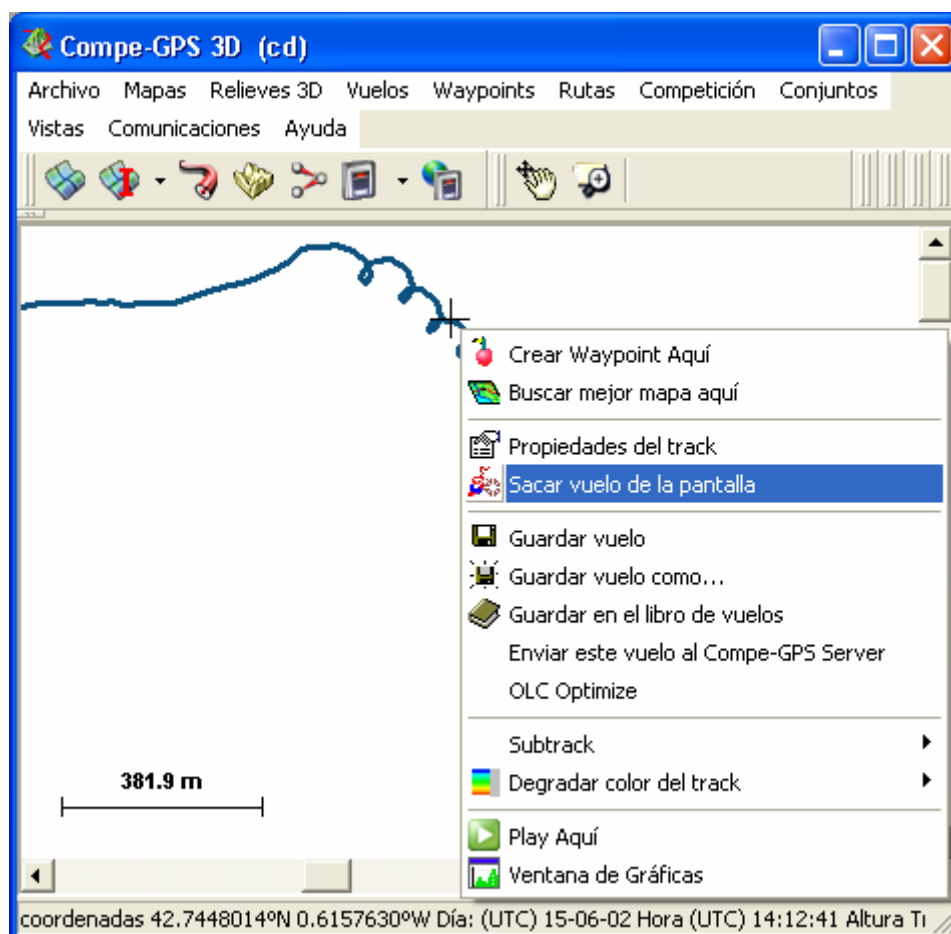 Compe-GPS 3D (cd)
Archivo Mapas Relieves 3D Vuelos Waypoints Rutas Competición Conjuntos
Vistas Comunicaciones Ayuda
Crear Waypoint Aquí
Buscar mejor mapa aquí
Propiedades del track
Sacar vuelo de la pantalla
Guardar vuelo
Guardar vuelo como...
Guardar en el libro de vuelos
Enviar este vuelo al Compe-GPS Server
OLC Optimize
Subtrack
381.9 m
Degradar color del track
Play Aquí
Ventana de Gráficas
coordenadas 42.7448014ºN 0.6157630ºW Día: (UTC) 15-06-02 Hora (UTC) 14:12:41 Altura